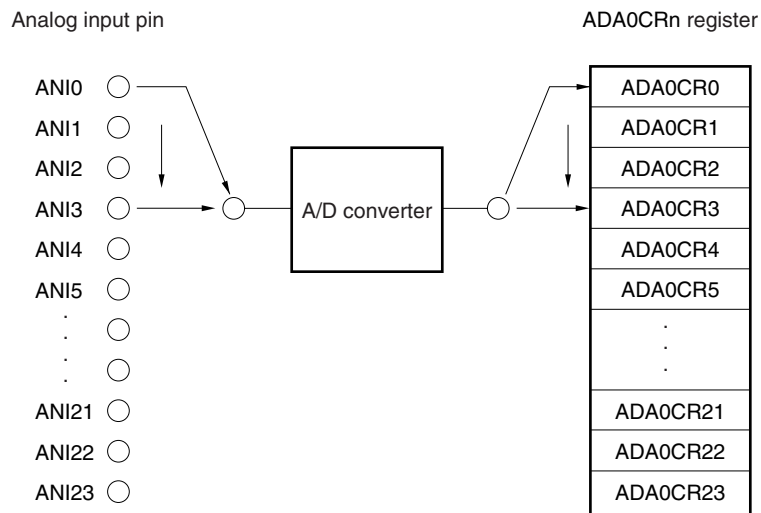 Analog input pin
ADA0CRn register
ANI0
ADA0CR0
ANI1
ADA0CR1
ANI2
ADA0CR2
ANI3
A/D converter
ADA0CR3
ANI4
ADA0CR4
ANI5
ADA0CR5
.
.
.
.
.
.
.
ANI21
ADA0CR21
ANI22
ADA0CR22
ANI23
ADA0CR23